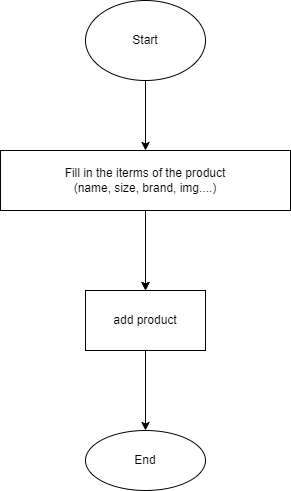 Start
Fill in the iterms of the product
(name, size, brand, img....)
add product
End